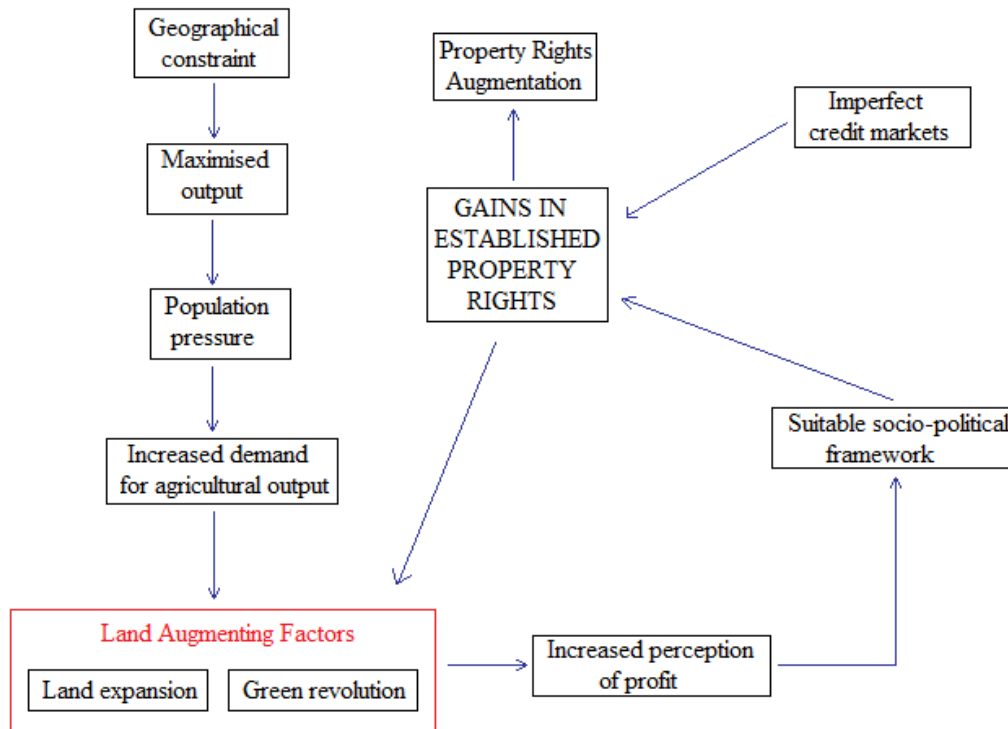 Geographical
constraint
Property Rights
Augmentation
Imperfect
credit markets
Maximised
output
GAINS IN
ESTABLISHED
PROPERTY
RIGHTS
Population
pressure
Increased demand
for agricultural output
Suitable socio-political
framework
Land Augmenting Factors
Land expansion
Green revolution
Increased perception
of profit